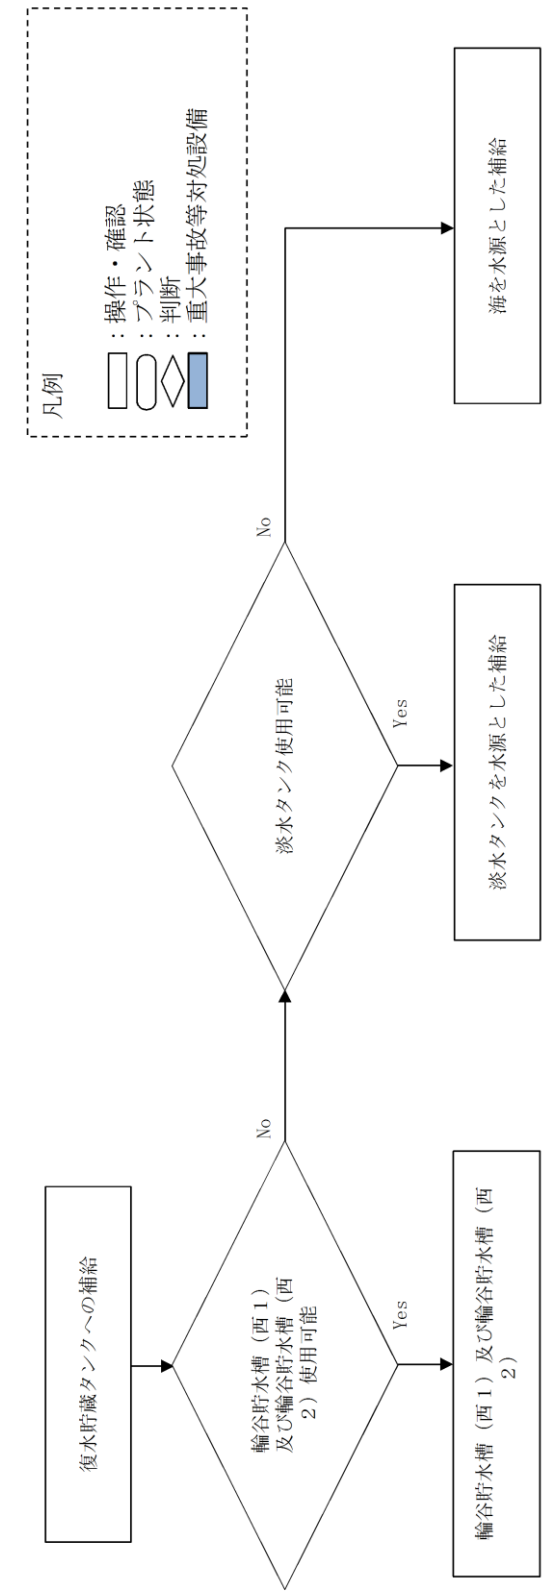 復水貯蔵タンクへの補給
輪谷貯水槽（西１）
及び輪谷貯水槽（西
２）使用可能
No
Yes
輪谷貯水槽（西１）及び輪谷貯水槽（西
２）
淡水タンク使用可能
No
Yes
淡水タンクを水源とした補給
海を水源とした補給
凡例
：操作・確認
：プラント状態
：判断
：重大事故等対処設備